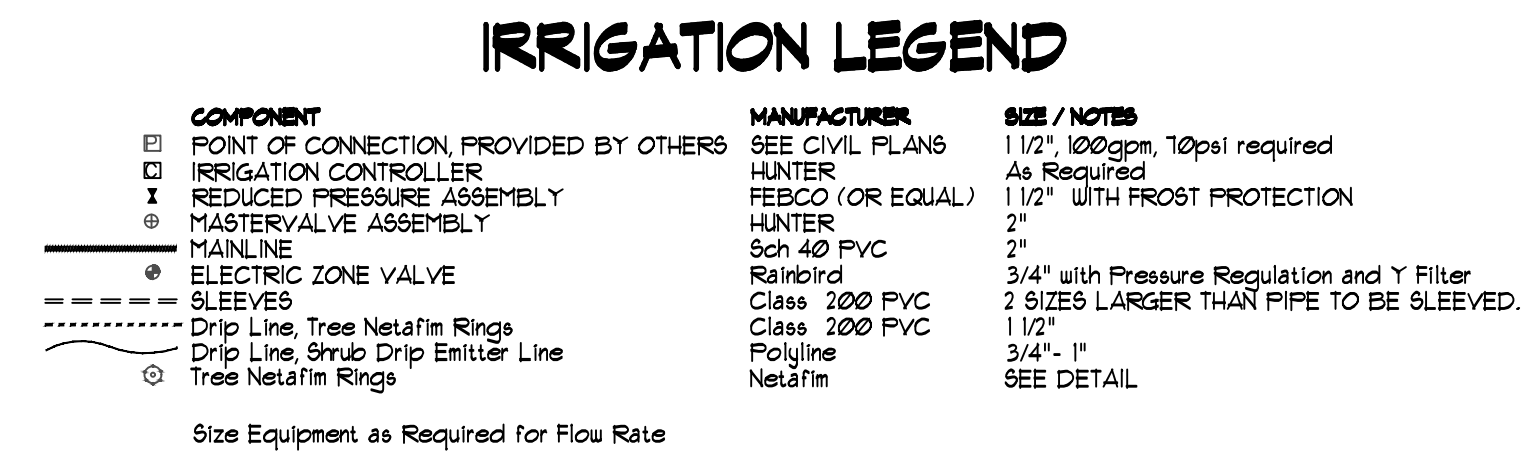 IRRIGATION LEGEND
COMPONENT MANUFACTURER SIZE / NOTES
P POINT OF CONNECTION, PROVIDED BY OTHERS SEE CIVIL PLANS 1 1/2", 100gpm, 70psi required
C IRRIGATION CONTROLLER HUNTER As Required
REDUCED PRESSURE ASSEMBLY FEBCO (OR EQUAL) 1 1/2" WITH FROST PROTECTION
MASTERVALVE ASSEMBLY HUNTER 2"
MAINLINE Sch 40 PVC 2"
ELECTRIC ZONE VALVE Rainbird 3/4" with Pressure Regulation and Y Filter
SLEEVES Class 200 PVC 2 SIZES LARGER THAN PIPE TO BE SLEEVED.
Drip Line, Tree Netafim Rings Class 200 PVC 1 1/2"
Drip Line, Shrub Drip Emitter Line Polyline 3/4"- 1"
Tree Netafim Rings Netafim SEE DETAIL
Size Equipment as Required for Flow Rate